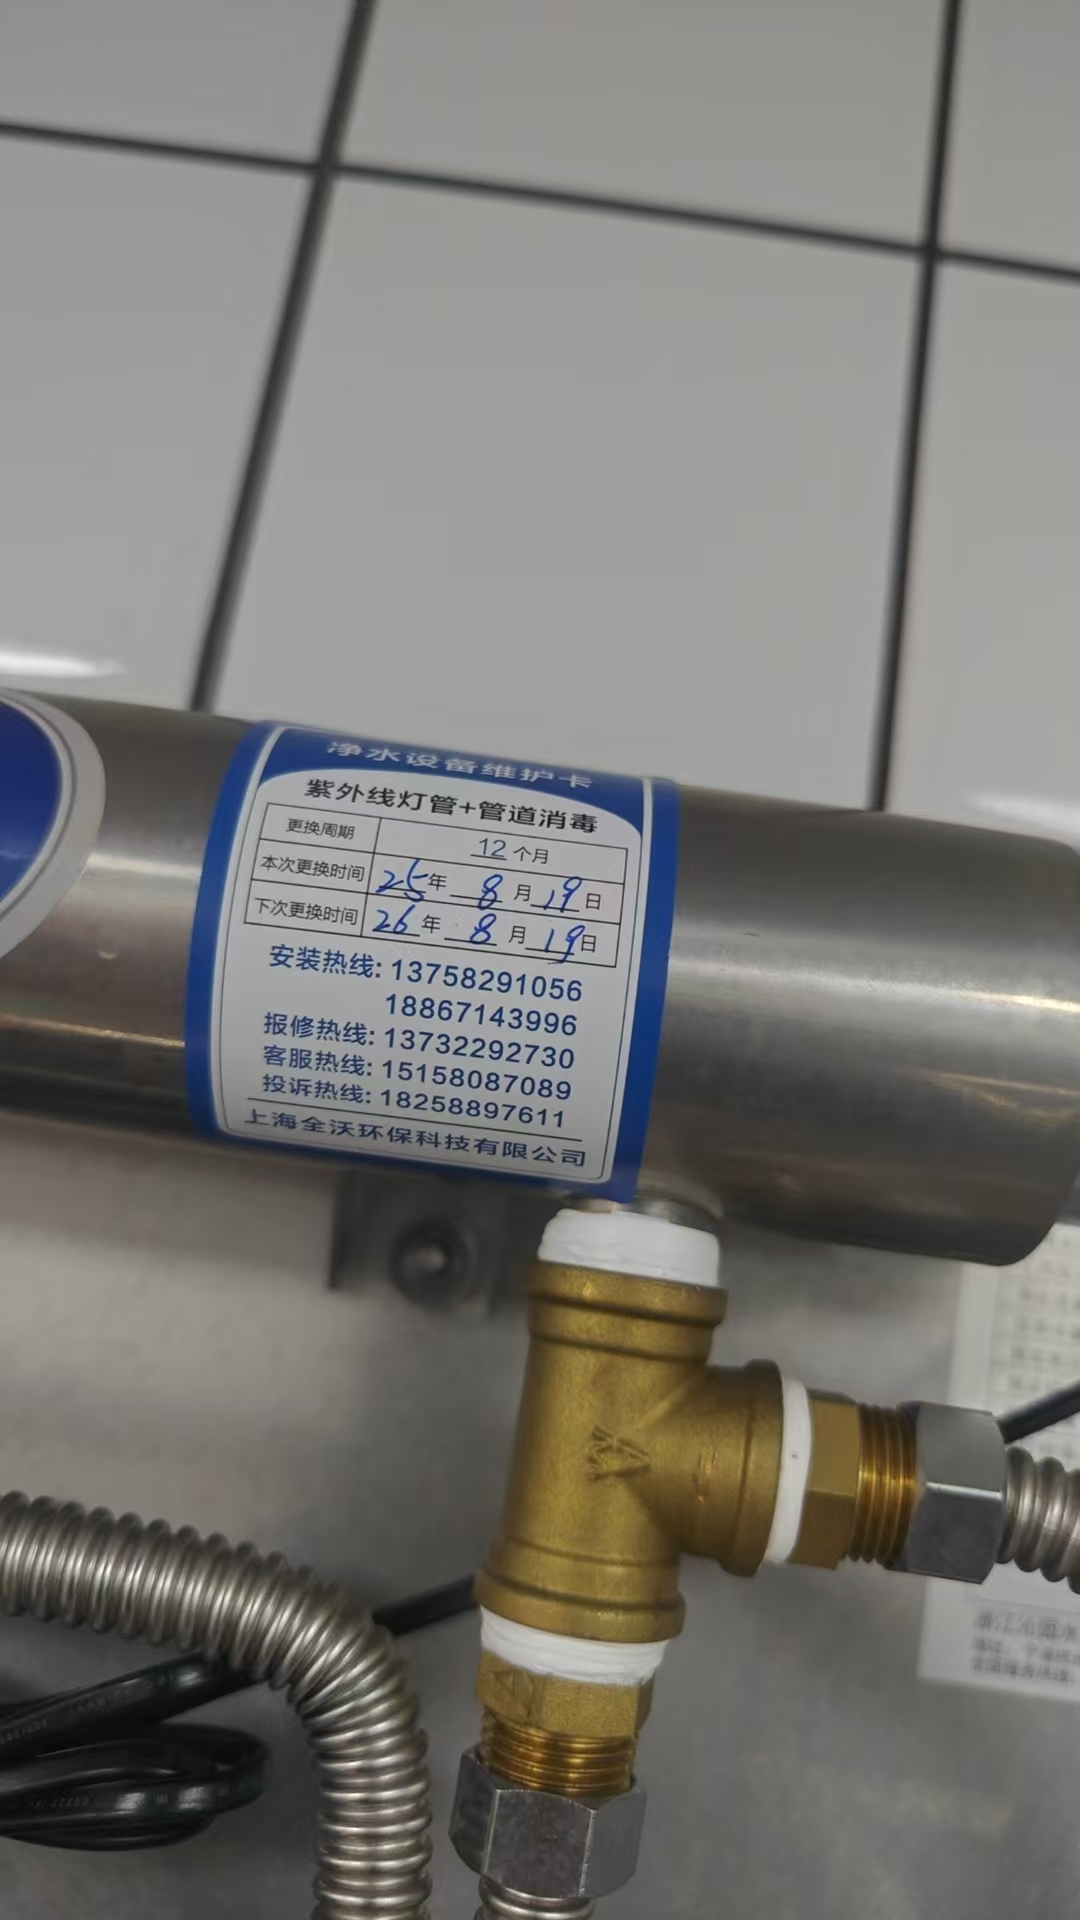 净水设备维护卡
紫外线灯管+管道消毒
更换周期 12 个月
本次更换时间 25 年 8 月 19 日
下次更换时间 26 年 8 月 19 日
安装热线: 13758291056
18867143996
报修热线: 13732292730
客服热线: 15158087089
投诉热线: 18258897611
上海全沃环保科技有限公司